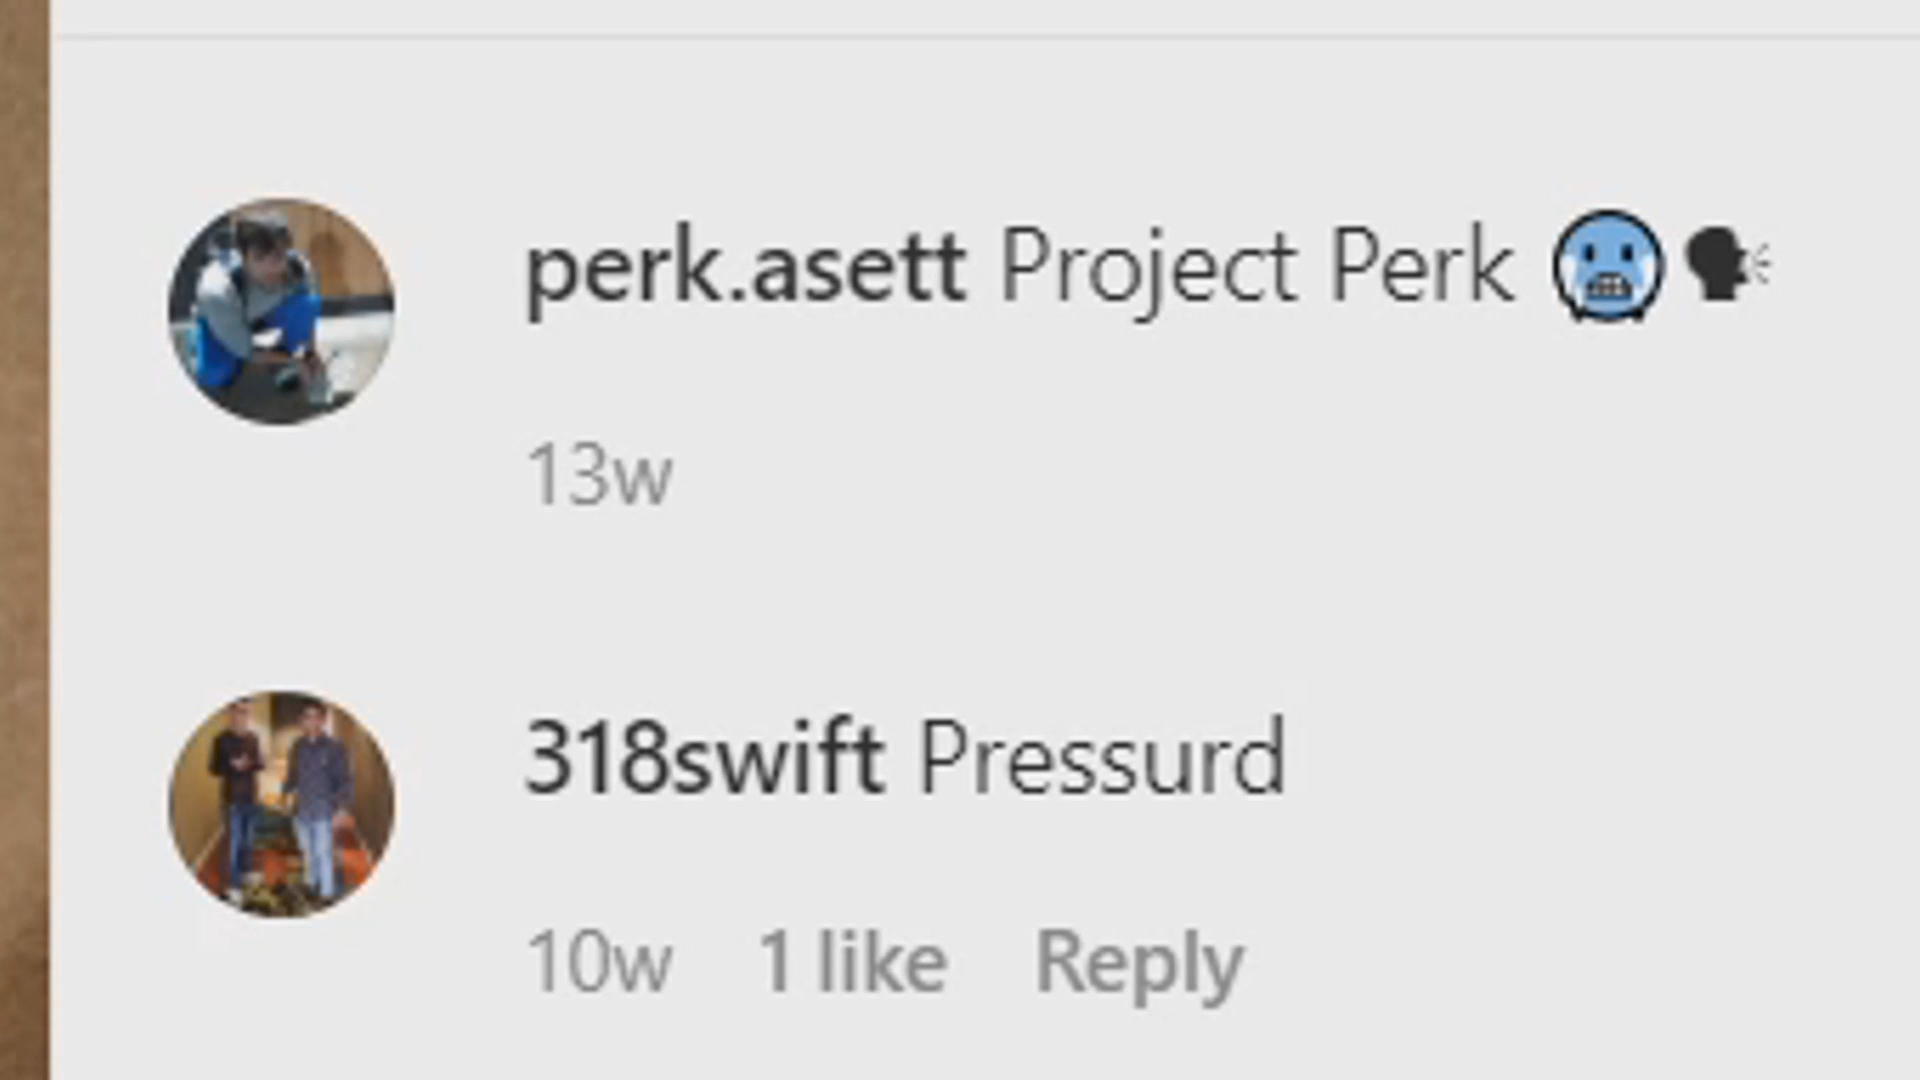 perk.asett Project Perk 🥶🗣
13w
318swift Pressurd
10w 1 like Reply